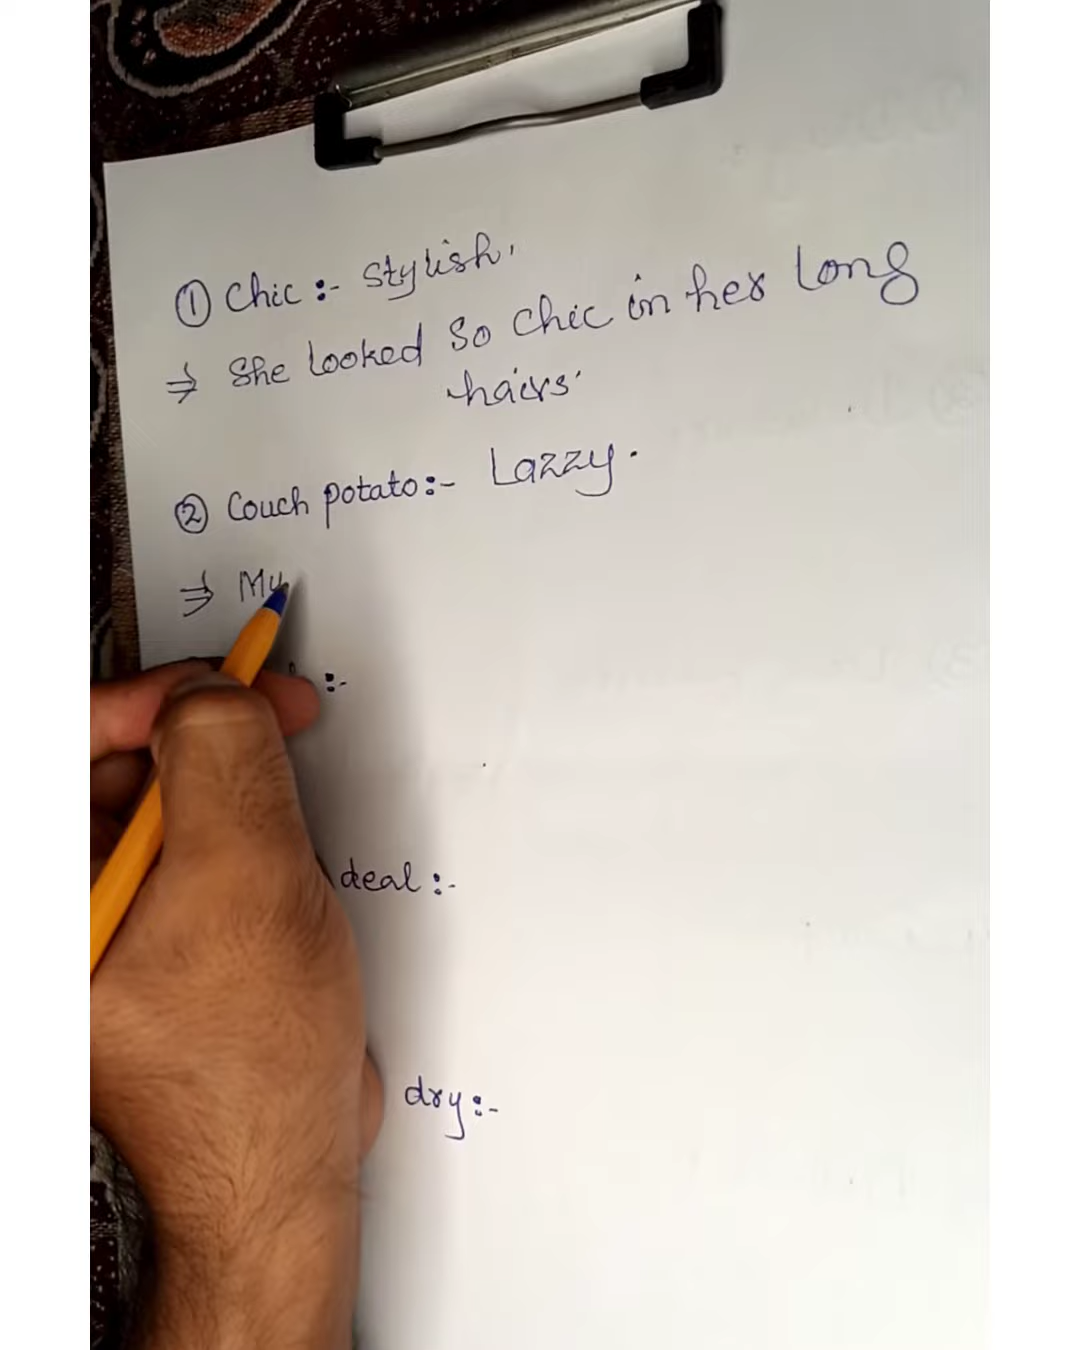 ① Chic :- Stylish.
⇒ She looked So Chic in her Long
hairs.
② Couch potato :- Lazzy.
⇒ My
:-
deal :-
dry :-